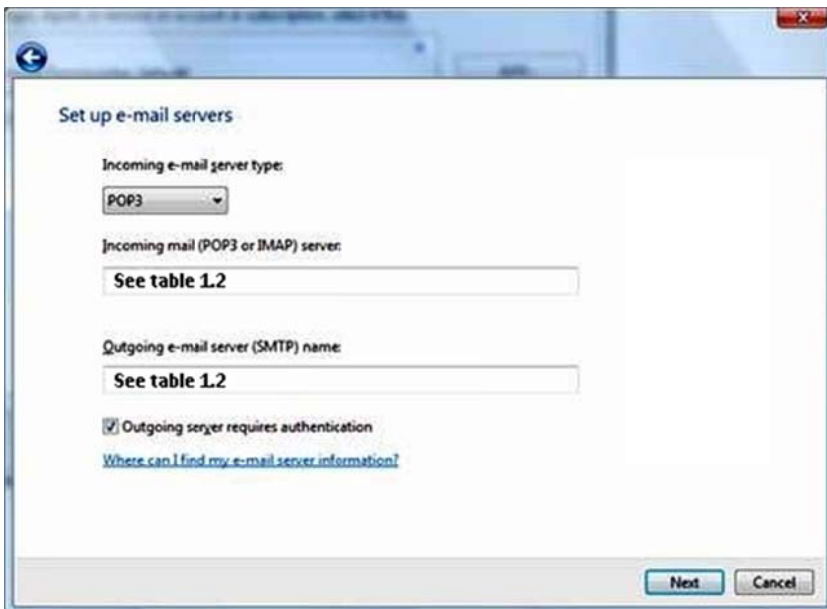 Set up e-mail servers
Incoming e-mail server type:
POP3
Incoming mail (POP3 or IMAP) server:
See table 1.2
Outgoing e-mail server (SMTP) name:
See table 1.2
Outgoing server requires authentication
Where can I find my e-mail server information?
Next
Cancel